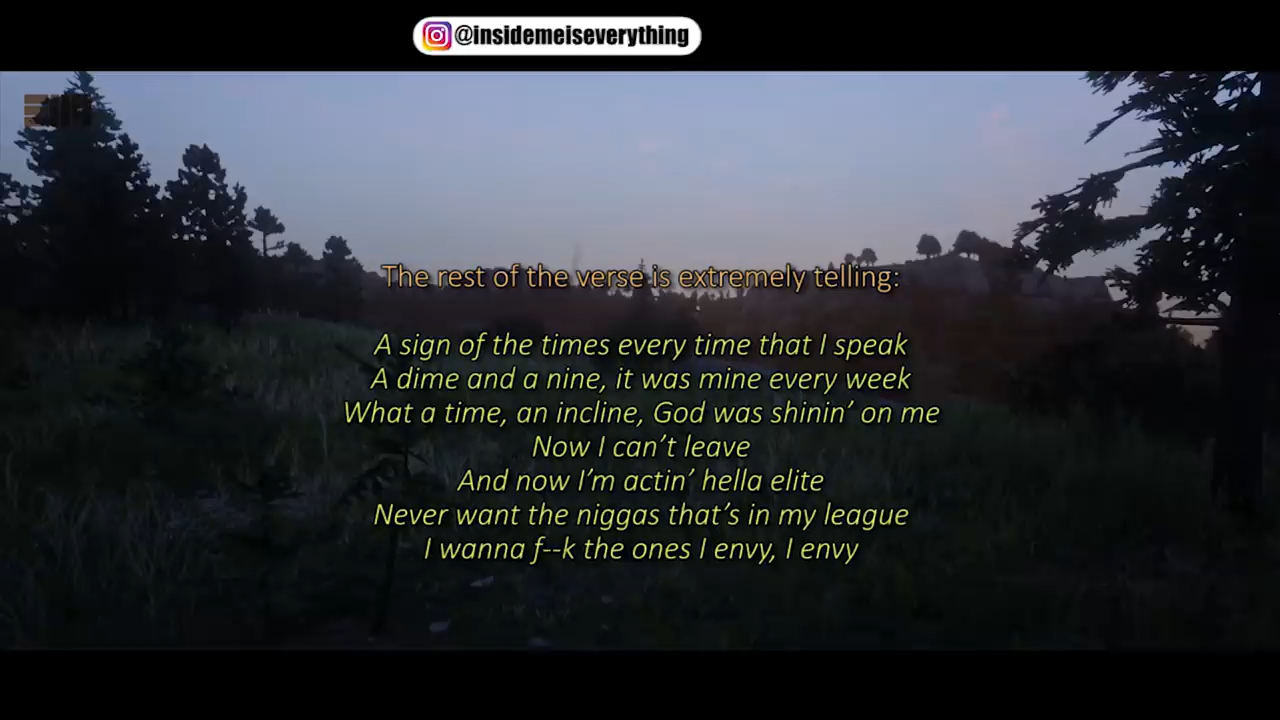 @insidemeiseverything
The rest of the verse is extremely telling:
A sign of the times every time that I speak
A dime and a nine, it was mine every week
What a time, an incline, God was shinin’ on me
Now I can’t leave
And now I’m actin’ hella elite
Never want the niggas that’s in my league
I wanna f--k the ones I envy, I envy